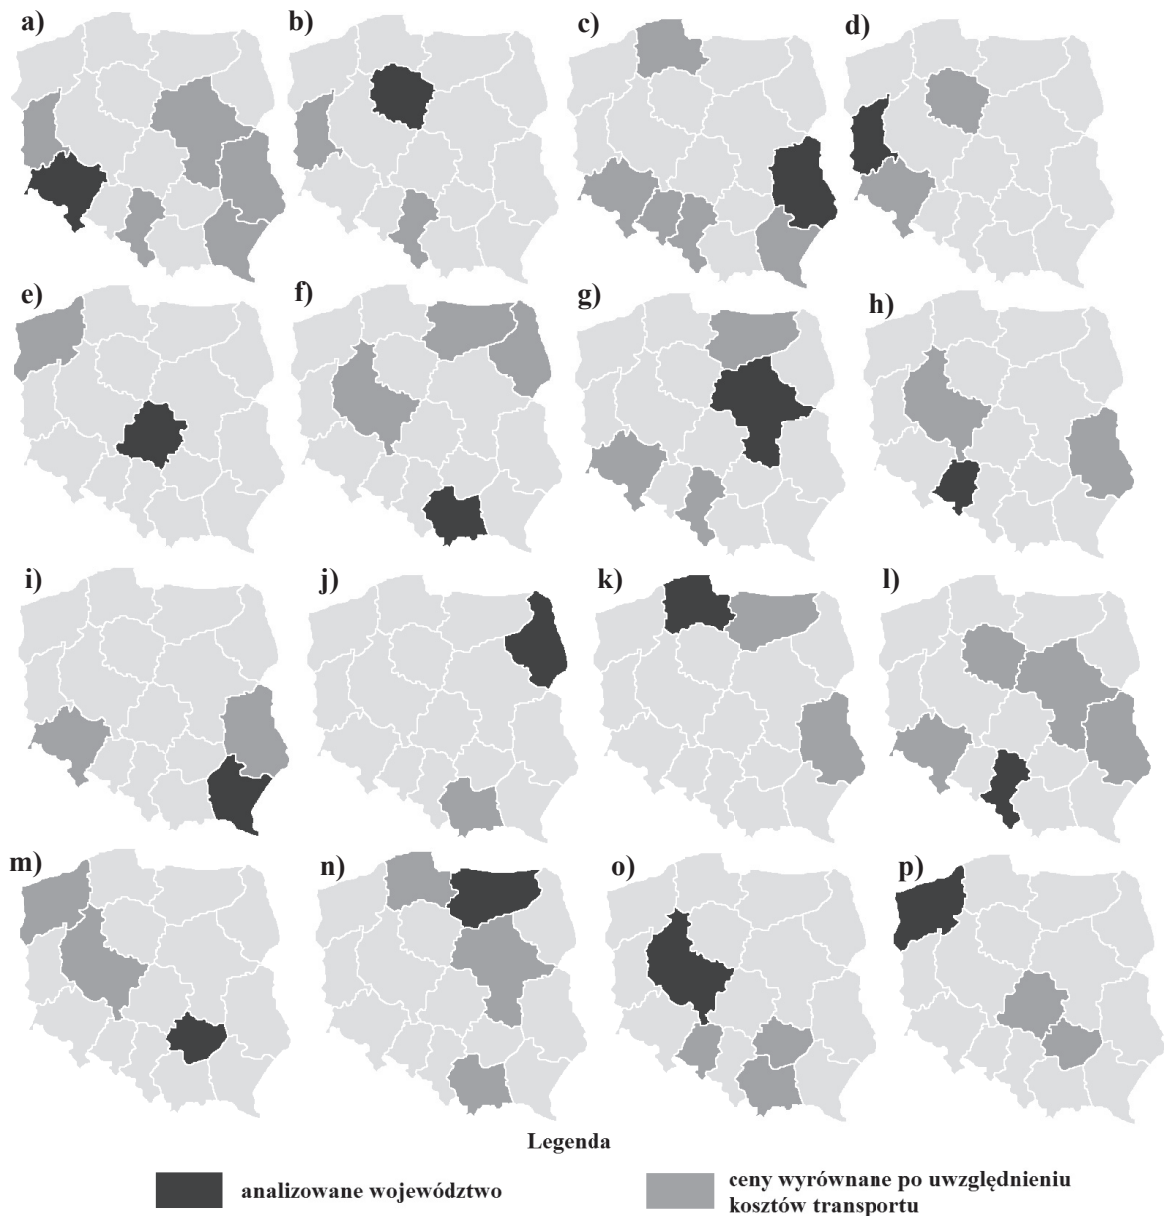 a) b) c) d)
e) f) g) h)
i) j) k) l)
m) n) o) p)
Legenda
analizowane województwo
ceny wyrównane po uwzględnieniu
kosztów transportu